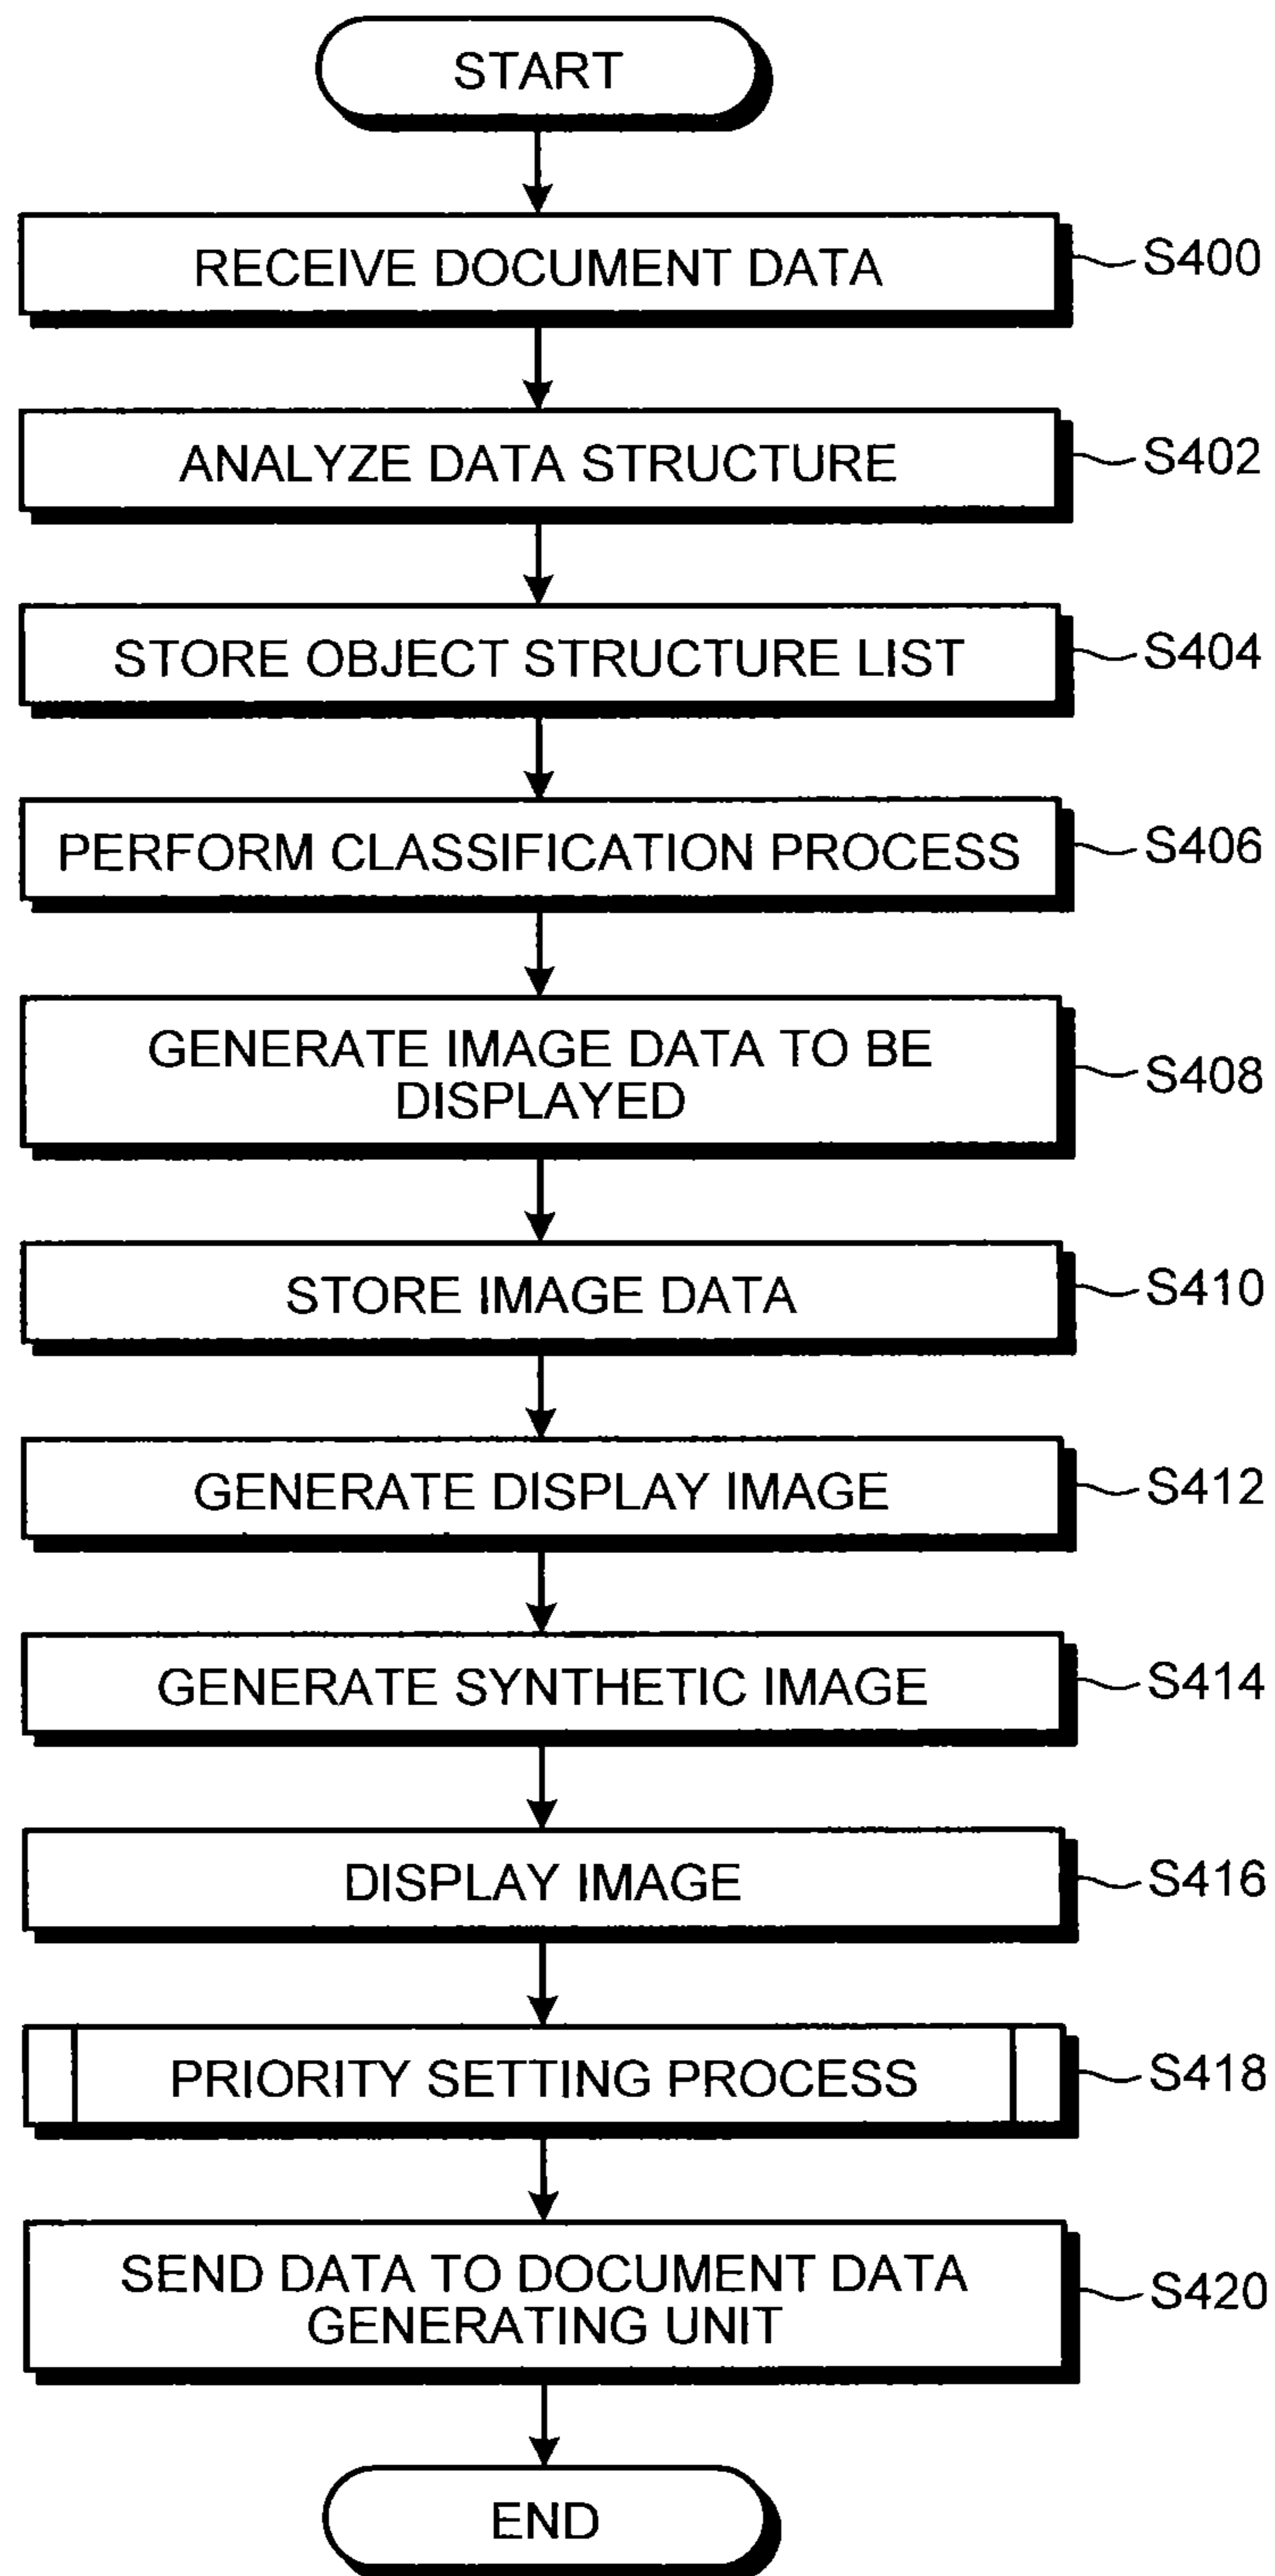 START
RECEIVE DOCUMENT DATA
S400
ANALYZE DATA STRUCTURE
S402
STORE OBJECT STRUCTURE LIST
S404
PERFORM CLASSIFICATION PROCESS
S406
GENERATE IMAGE DATA TO BE
DISPLAYED
S408
STORE IMAGE DATA
S410
GENERATE DISPLAY IMAGE
S412
GENERATE SYNTHETIC IMAGE
S414
DISPLAY IMAGE
S416
PRIORITY SETTING PROCESS
S418
SEND DATA TO DOCUMENT DATA
GENERATING UNIT
S420
END